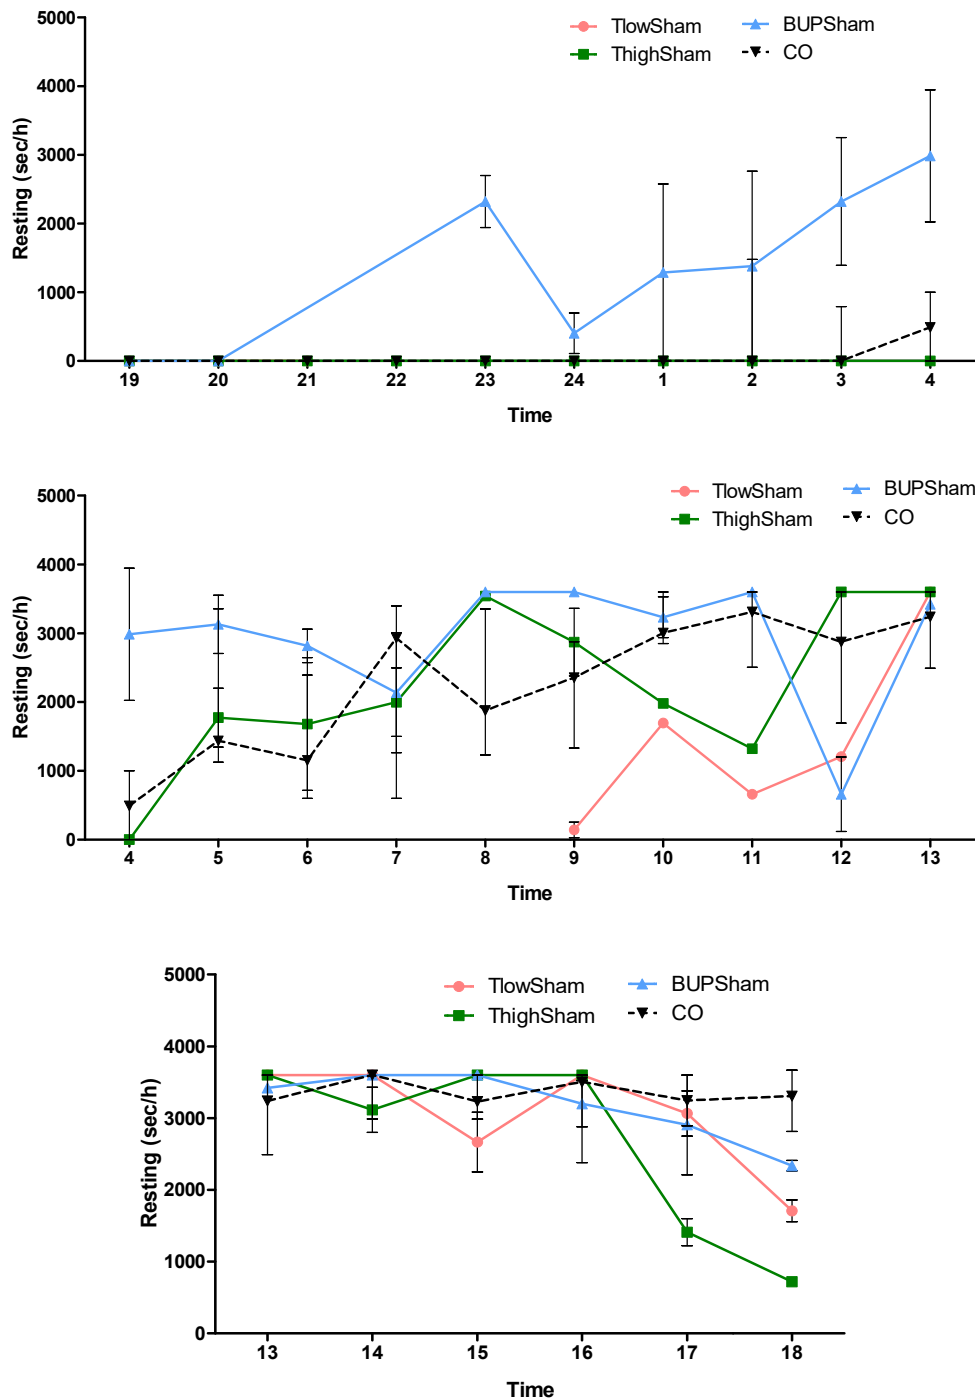 5000
4000
3000
2000
1000
0
Resting (sec/h)
TlowSham
BUPSham
ThighSham
CO
19 20 21 22 23 24 1 2 3 4
Time
5000
4000
3000
2000
1000
0
Resting (sec/h)
TlowSham
BUPSham
ThighSham
CO
4 5 6 7 8 9 10 11 12 13
Time
5000
4000
3000
2000
1000
0
Resting (sec/h)
TlowSham
BUPSham
ThighSham
CO
13 14 15 16 17 18
Time